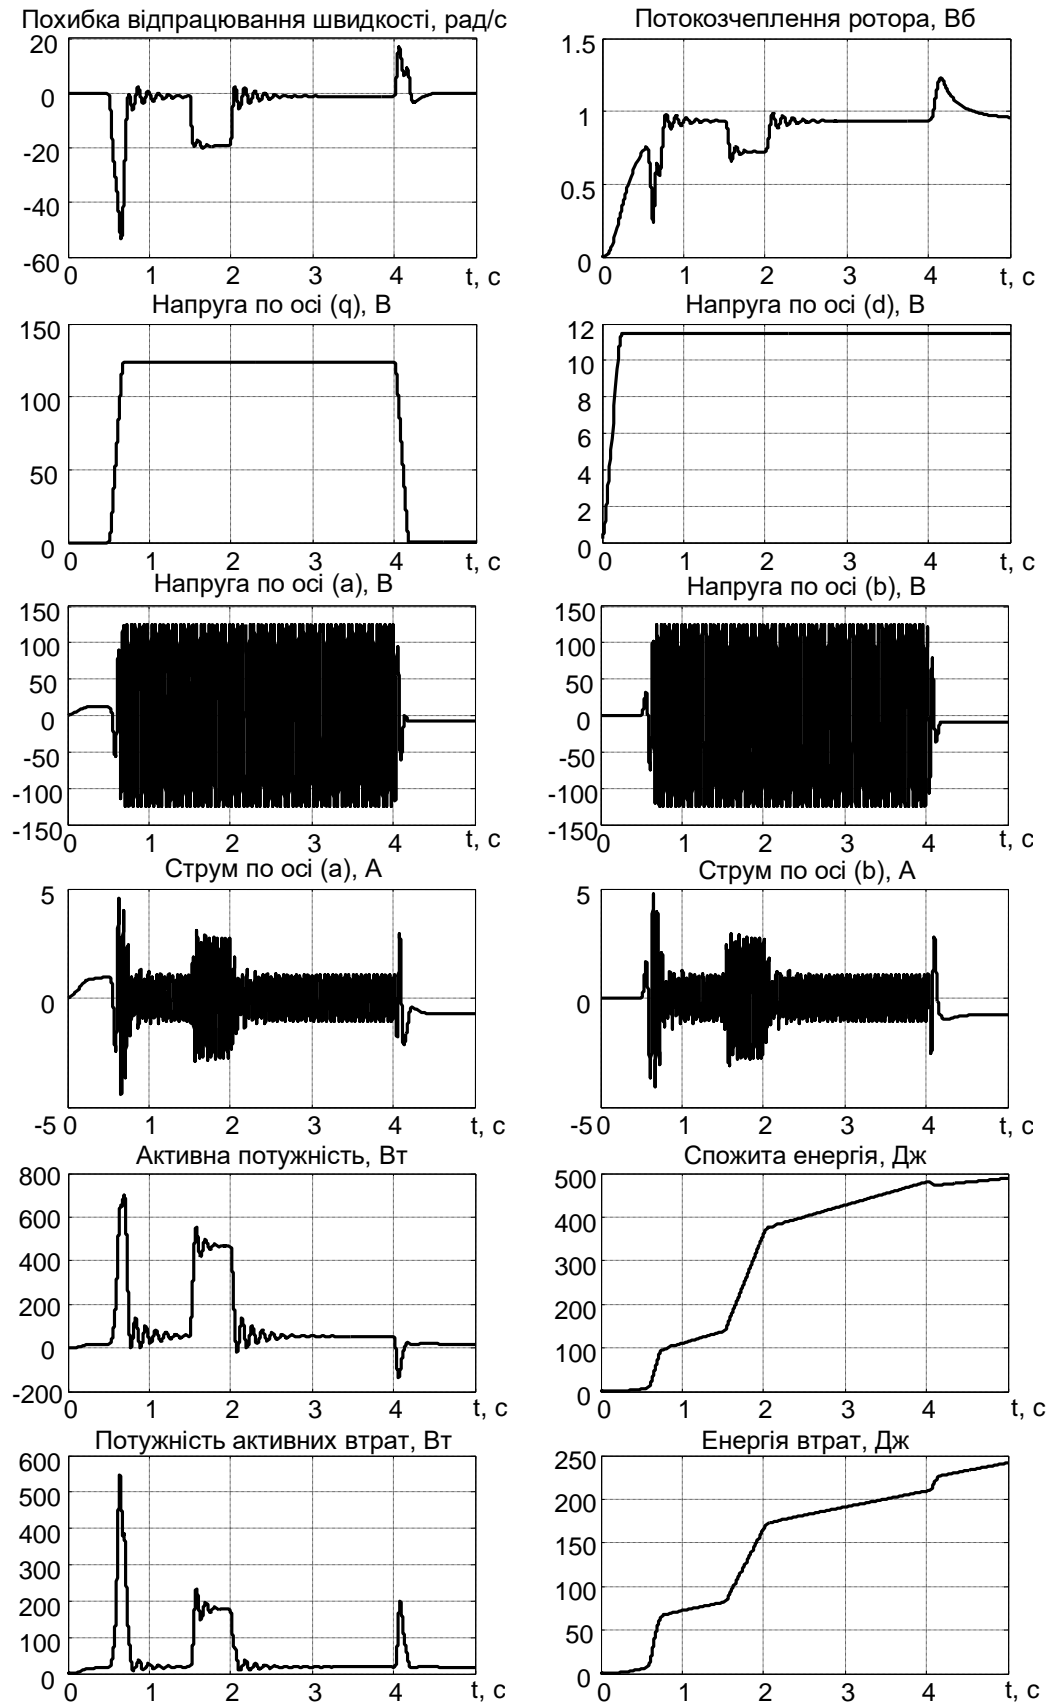 Похибка відпрацювання швидкості, рад/с
20
0
-20
-40
-60
0 1 2 3 4 t, с
Потокозчеплення ротора, Вб
1.5
1
0.5
0
0 1 2 3 4 t, с
Напруга по осі (q), В
150
100
50
0
0 1 2 3 4 t, с
Напруга по осі (d), В
12
10
8
6
4
2
0
0 1 2 3 4 t, с
Напруга по осі (a), В
150
100
50
0
-50
-100
-150
0 1 2 3 4 t, с
Напруга по осі (b), В
150
100
50
0
-50
-100
-150
0 1 2 3 4 t, с
Струм по осі (a), А
5
0
-5
0 1 2 3 4 t, с
Струм по осі (b), А
5
0
-5
0 1 2 3 4 t, с
Активна потужність, Вт
800
600
400
200
0
-200
0 1 2 3 4 t, с
Спожита енергія, Дж
500
400
300
200
100
0
0 1 2 3 4 t, с
Потужність активних втрат, Вт
600
500
400
300
200
100
0
0 1 2 3 4 t, с
Енергія втрат, Дж
250
200
150
100
50
0
0 1 2 3 4 t, с